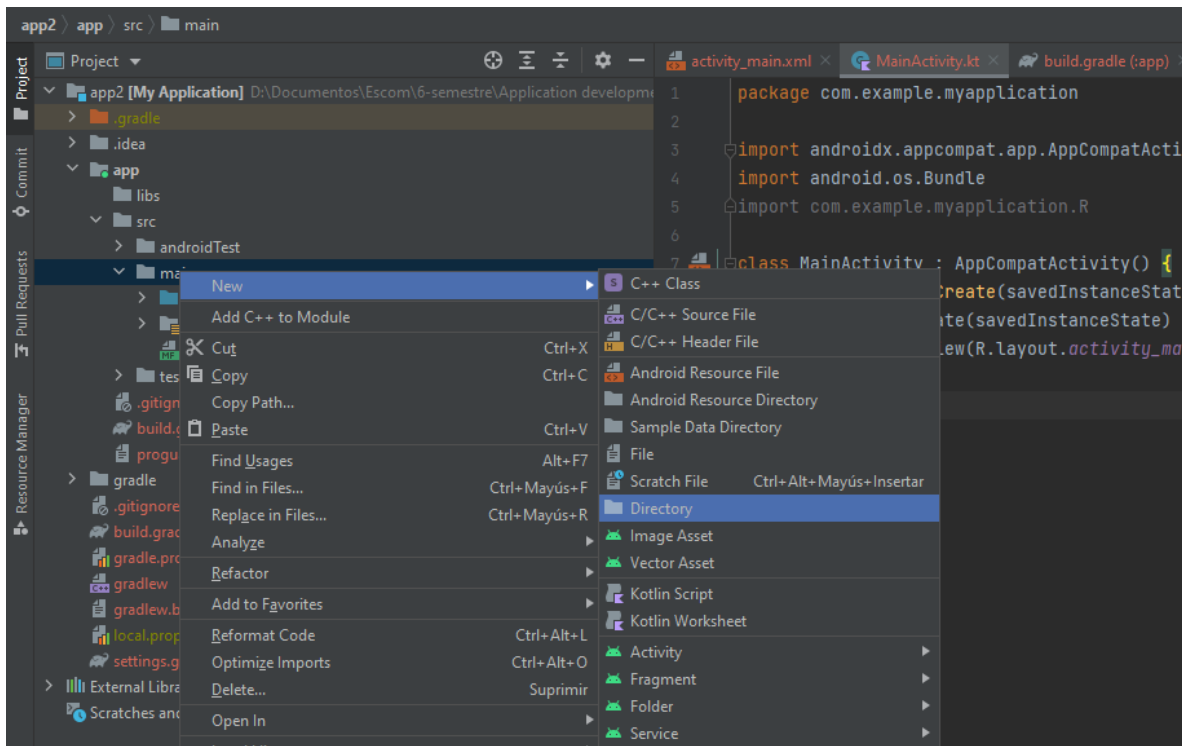 app2 app src main
Project
Project
activity_main.xml MainActivity.kt build.gradle (:app)
app2 [My Application] D:\Documentos\Escom\6-semestre\Application developme
.gradle
.idea
app
libs
src
androidTest
ma
tes
.gitign
build.g
progu
gradle
.gitignore
build.grad
gradle.pro
gradlew
gradlew.b
local.prop
settings.g
External Libra
Scratches and
Commit
Pull Requests
Resource Manager
New
Add C++ to Module
Cut Ctrl+X
Copy Ctrl+C
Copy Path...
Paste Ctrl+V
Find Usages Alt+F7
Find in Files... Ctrl+Mayús+F
Replace in Files... Ctrl+Mayús+R
Analyze
Refactor
Add to Favorites
Reformat Code Ctrl+Alt+L
Optimize Imports Ctrl+Alt+O
Delete... Suprimir
Open In
C++ Class
C/C++ Source File
C/C++ Header File
Android Resource File
Android Resource Directory
Sample Data Directory
File
Scratch File Ctrl+Alt+Mayús+Insertar
Directory
Image Asset
Vector Asset
Kotlin Script
Kotlin Worksheet
Activity
Fragment
Folder
Service
1 package com.example.myapplication
2
3 import androidx.appcompat.app.AppCompatActi
4 import android.os.Bundle
5 import com.example.myapplication.R
6
7 class MainActivity : AppCompatActivity() {
Create(savedInstanceStat
ate(savedInstanceState)
iew(R.layout.activity_ma